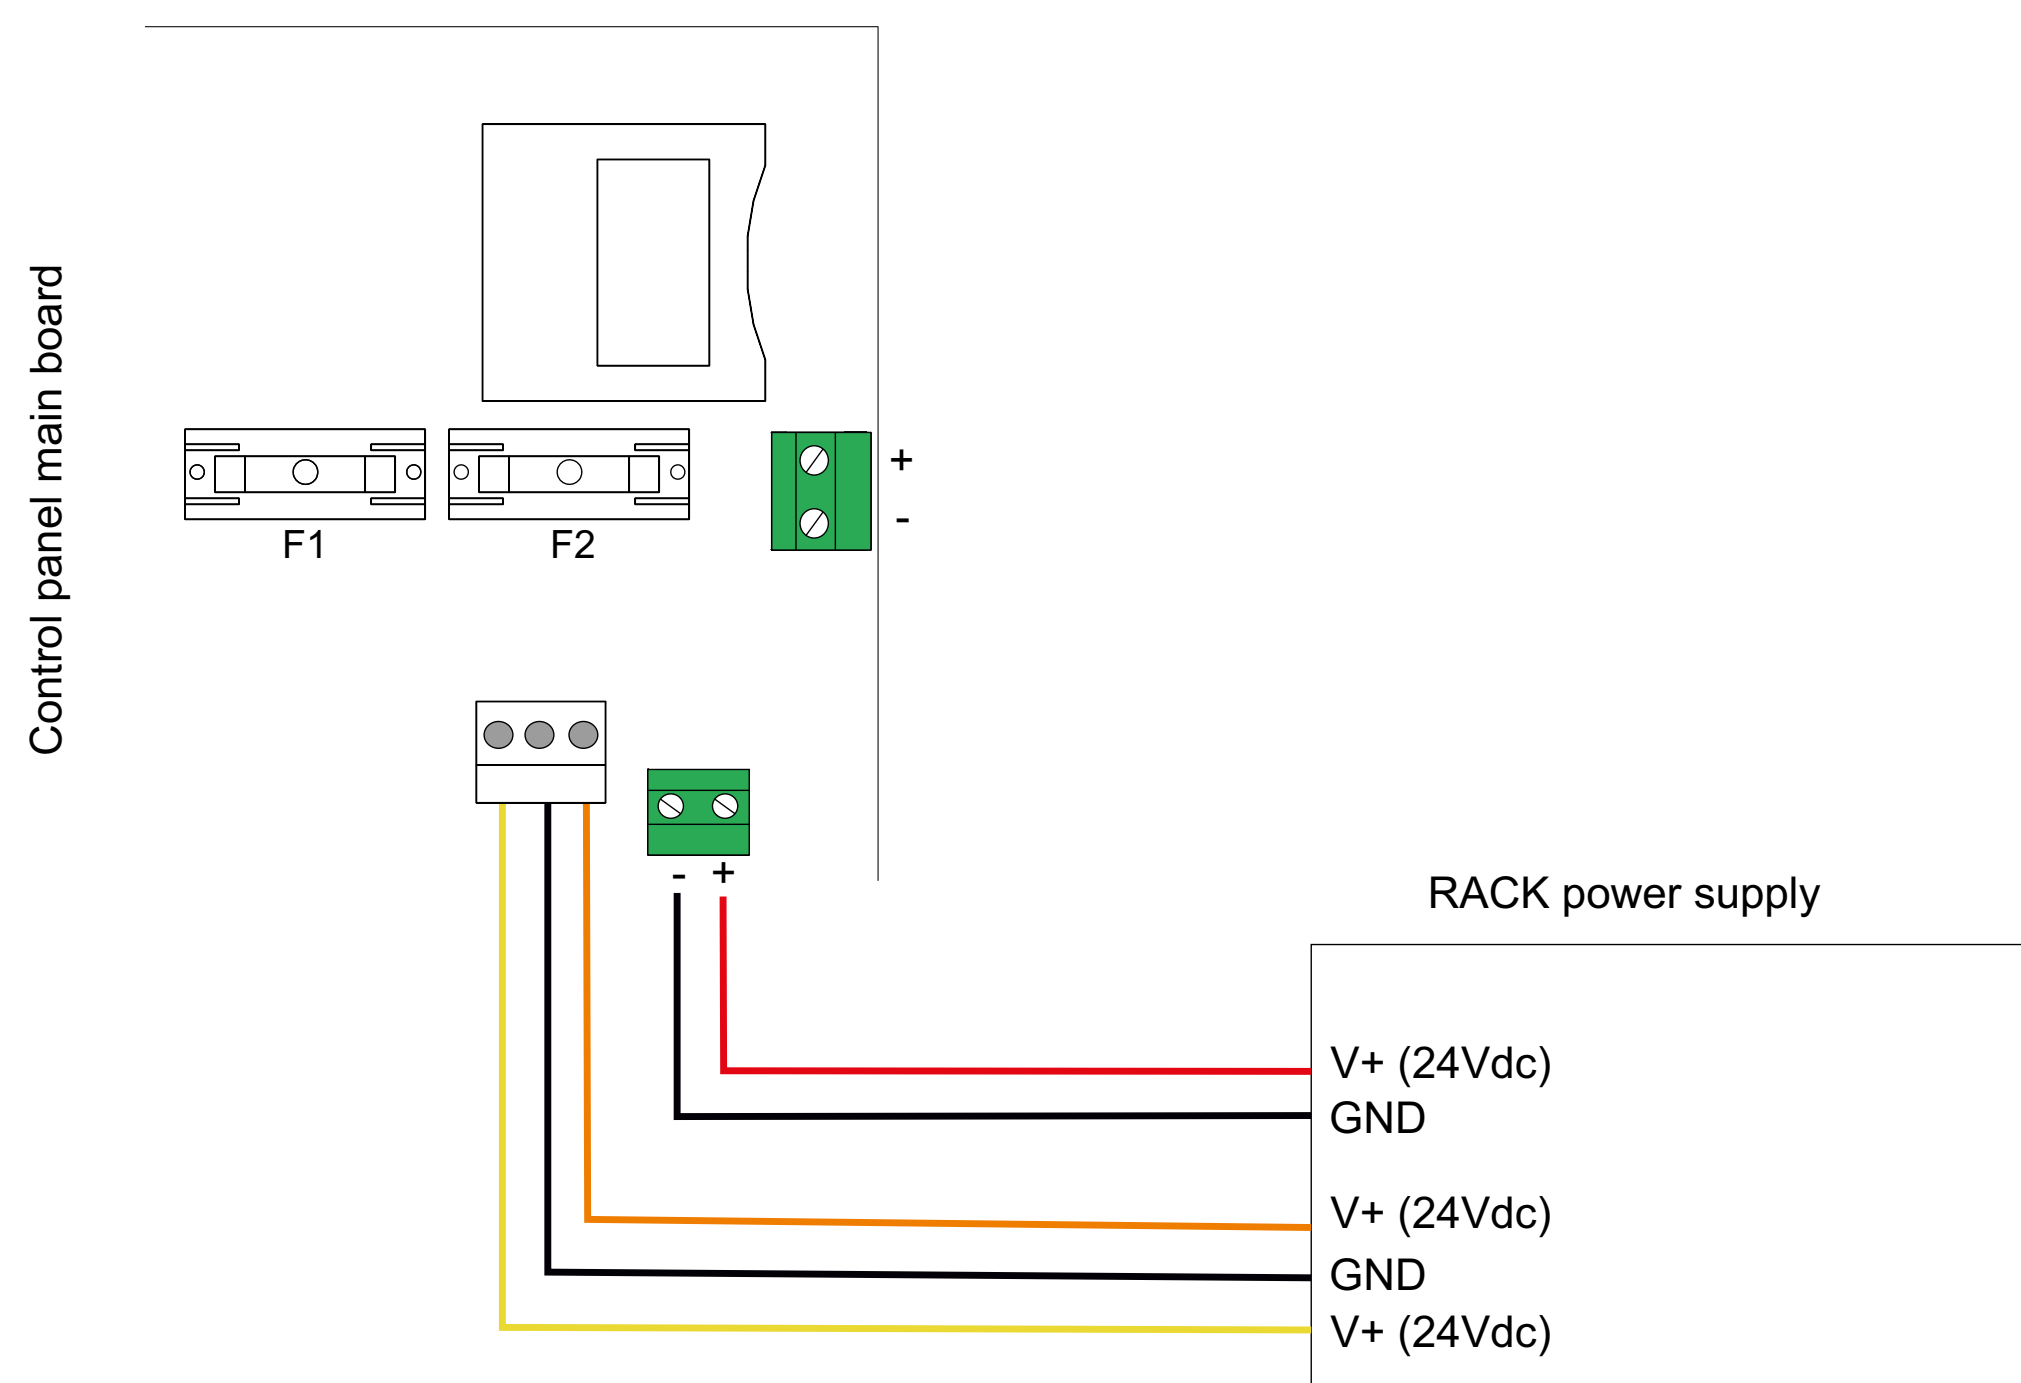 Control panel main board
F1
F2
+
-
- +
RACK power supply
V+ (24Vdc)
GND
V+ (24Vdc)
GND
V+ (24Vdc)